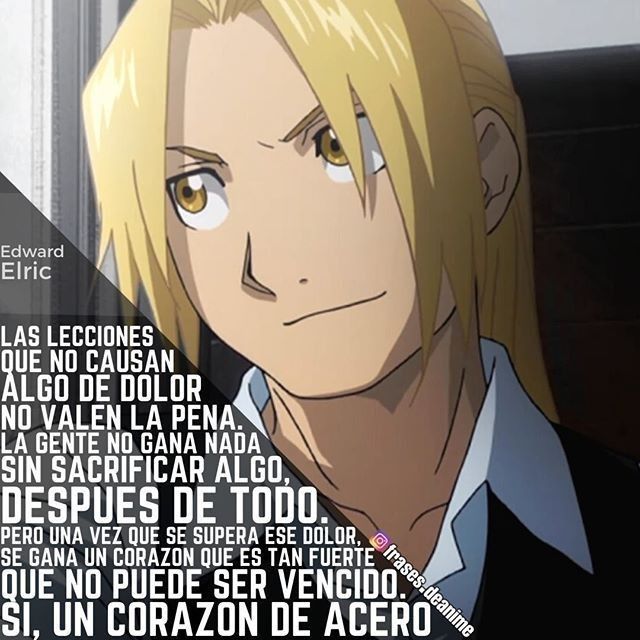 Edward
Elric
LAS LECCIONES
QUE NO CAUSAN
ALGO DE DOLOR
NO VALEN LA PENA.
LA GENTE NO GANA NADA
SIN SACRIFICAR ALGO,
DESPUES DE TODO.
PERO UNA VEZ QUE SE SUPERA ESE DOLOR,
SE GANA UN CORAZON QUE ES TAN FUERTE
QUE NO PUEDE SER VENCIDO.
SI, UN CORAZON DE ACERO
frases.deanime